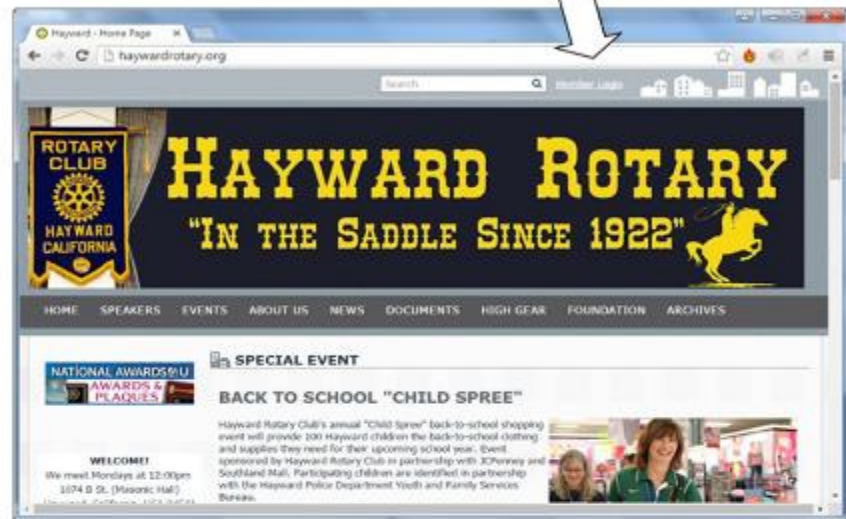 Hayward - Home Page
haywardrotary.org
Search
Member Login
ROTARY
CLUB
HAYWARD
CALIFORNIA
HAYWARD ROTARY
"IN THE SADDLE SINCE 1922"
HOME SPEAKERS EVENTS ABOUT US NEWS DOCUMENTS HIGH GEAR FOUNDATION ARCHIVES
NATIONAL AWARDS4U
AWARDS &
PLAQUES
WELCOME!
We meet Mondays at 12:00pm
1074 B St. (Masonic Hall)
SPECIAL EVENT
BACK TO SCHOOL "CHILD SPREE"
Hayward Rotary Club's annual "Child Spree" back-to-school shopping
event will provide 200 Hayward children the back-to-school clothing
and supplies they need for their upcoming school year. Event
sponsored by Hayward Rotary Club in partnership with JCPenney and
Southland Mall. Participating children are identified in partnership
with the Hayward Police Department Youth and Family Services
Bureau.